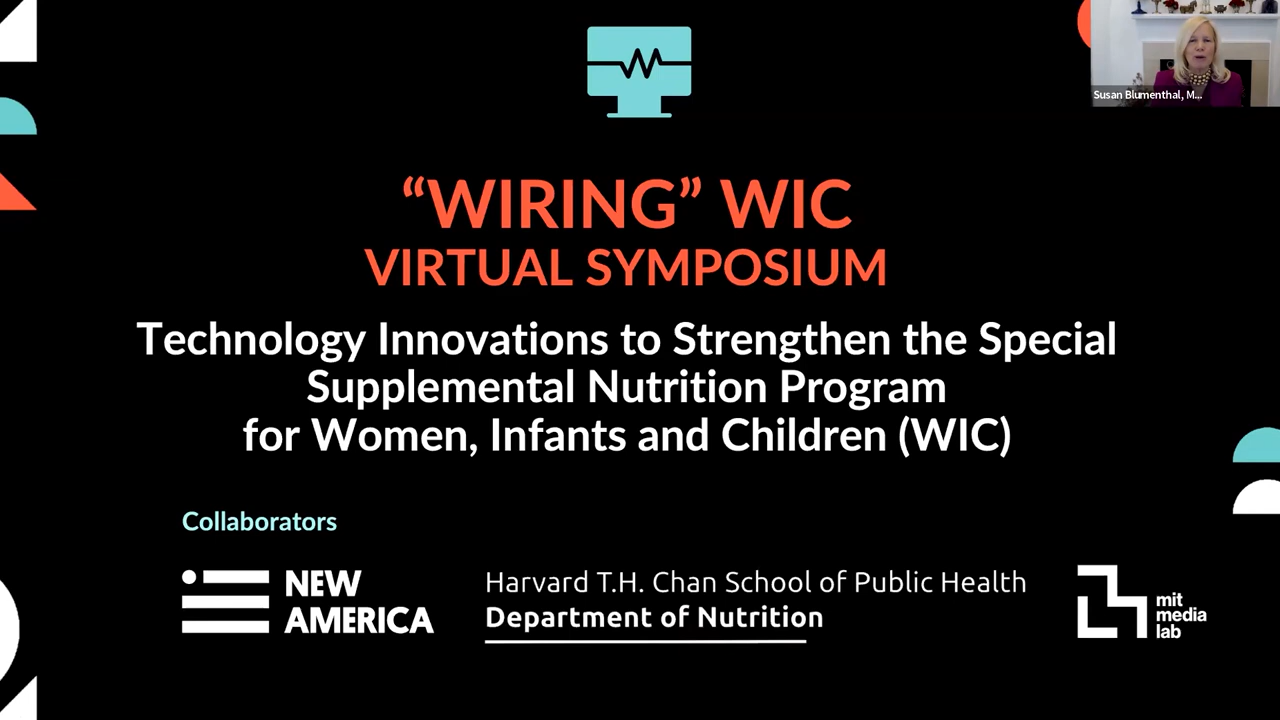 Susan Blumenthal, M...
“WIRING” WIC
VIRTUAL SYMPOSIUM
Technology Innovations to Strengthen the Special
Supplemental Nutrition Program
for Women, Infants and Children (WIC)
Collaborators
NEW
AMERICA
Harvard T.H. Chan School of Public Health
Department of Nutrition
mit
media
lab